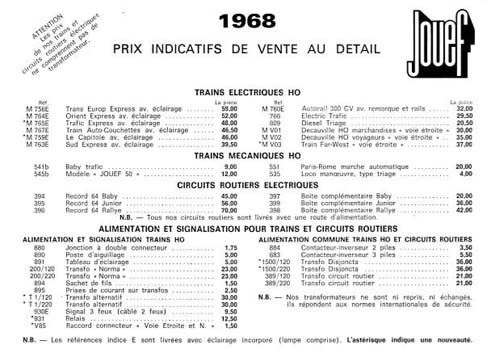 ATTENTION
Les prix
de nos trains et
circuits routiers électriques
ne comprennent pas de
transformateur.
1968
PRIX INDICATIFS DE VENTE AU DETAIL
Jouef
TRAINS ELECTRIQUES HO
Réf. La pièce
M 756E Trans Europ Express av. éclairage 59,00
M 764E Orient Express av. éclairage 52,00
M 765E Trafic Express av. éclairage 48,00
M 767E Train Auto-Couchettes av. éclairage 46,50
M 759E Le Capitole av. éclairage 46,00
M 763E Sud Express av. éclairage 39,50
Réf. La pièce
M 760E Autorail 300 CV av. remorque et rails 32,00
766 Electric Trafic 29,50
809 Diesel Triage 20,50
M V01 Decauville HO marchandises « voie étroite » 30,00
M V02 Decauville HO voyageurs « voie étroite » 35,00
M V03 Train Far-West « voie étroite » 37,00
TRAINS MECANIQUES HO
541b Baby trafic 9,00
545b Modèle « JOUEF 50 » 12,00
551 Paris-Rome marche automatique 20,00
535 Loco manœuvre, type triage 4,00
CIRCUITS ROUTIERS ELECTRIQUES
394 Record 64 Baby 45,00
395 Record 64 Junior 56,00
396 Record 64 Rallye 70,00
397 Boîte complémentaire Baby 20,00
399 Boîte complémentaire Junior 36,00
398 Boîte complémentaire Rallye 42,00
N.B. — Tous nos circuits routiers sont livrés avec une route d'alimentation.
ALIMENTATION ET SIGNALISATION POUR TRAINS ET CIRCUITS ROUTIERS
ALIMENTATION ET SIGNALISATION TRAINS HO
880 Jonction à double connecteur 1,75
890 Poste d'aiguillage 5,00
891 Tableau d'éclairage 5,00
200/120 Transfo « Norma » 23,00
200/220 Transfo « Norma » 23,00
894 Sachet de fils 1,50
895 Prises de courant sur transfos 2,50
* T 1/120 Transfo alternatif 30,00
* T 1/220 Transfo alternatif 30,00
930E Signal 3 feux (câble 2 fils) 9,50
*931 Relais 12,50
*V85 Raccord connecteur « Voie Etroite et N. » 1,50
ALIMENTATION COMMUNE TRAINS HO ET CIRCUITS ROUTIERS
884 Contacteur-inverseur 2 piles 3,50
683 Contacteur-inverseur 3 piles 5,50
*1500/120 Transfo Disjoncta 36,00
*1500/220 Transfo Disjoncta 36,00
389/120 Transfo circuit routier 21,00
389/220 Transfo circuit routier 21,00
N.B. — Nos transformateurs ne sont ni repris, ni échangés,
ils répondent aux normes internationales de sécurité.
N.B. — Les références indice E sont livrées avec éclairage incorporé (lampe comprise). L'astérisque indique une nouveauté.